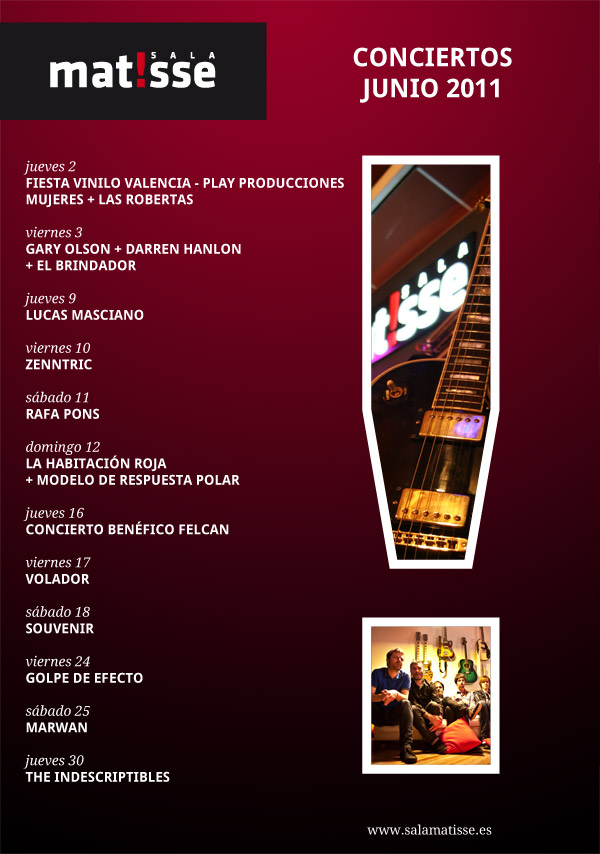 SALA
mat!sse
CONCIERTOS
JUNIO 2011
jueves 2
FIESTA VINILO VALENCIA - PLAY PRODUCCIONES
MUJERES + LAS ROBERTAS
viernes 3
GARY OLSON + DARREN HANLON
+ EL BRINDADOR
jueves 9
LUCAS MASCIANO
viernes 10
ZENNTRIC
sábado 11
RAFA PONS
domingo 12
LA HABITACIÓN ROJA
+ MODELO DE RESPUESTA POLAR
jueves 16
CONCIERTO BENÉFICO FELCAN
viernes 17
VOLADOR
sábado 18
SOUVENIR
viernes 24
GOLPE DE EFECTO
sábado 25
MARWAN
jueves 30
THE INDESCRIPTIBLES
SALA
t!sse
www.salamatisse.es